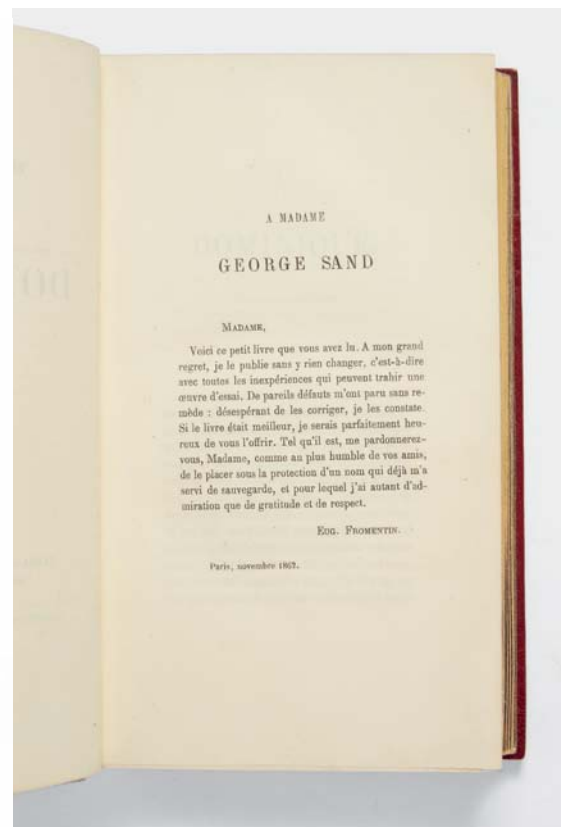 A MADAME
GEORGE SAND
MADAME,
Voici ce petit livre que vous avez lu. A mon grand
regret, je le publie sans y rien changer, c'est-à-dire
avec toutes les inexpériences qui peuvent trahir une
œuvre d'essai. De pareils défauts m'ont paru sans re-
mède : désespérant de les corriger, je les constate.
Si le livre était meilleur, je serais parfaitement heu-
reux de vous l'offrir. Tel qu'il est, me pardonnerez-
vous, Madame, comme au plus humble de vos amis,
de le placer sous la protection d'un nom qui déjà m'a
servi de sauvegarde, et pour lequel j'ai autant d'ad-
miration que de gratitude et de respect.
EUG. FROMENTIN.
Paris, novembre 1862.